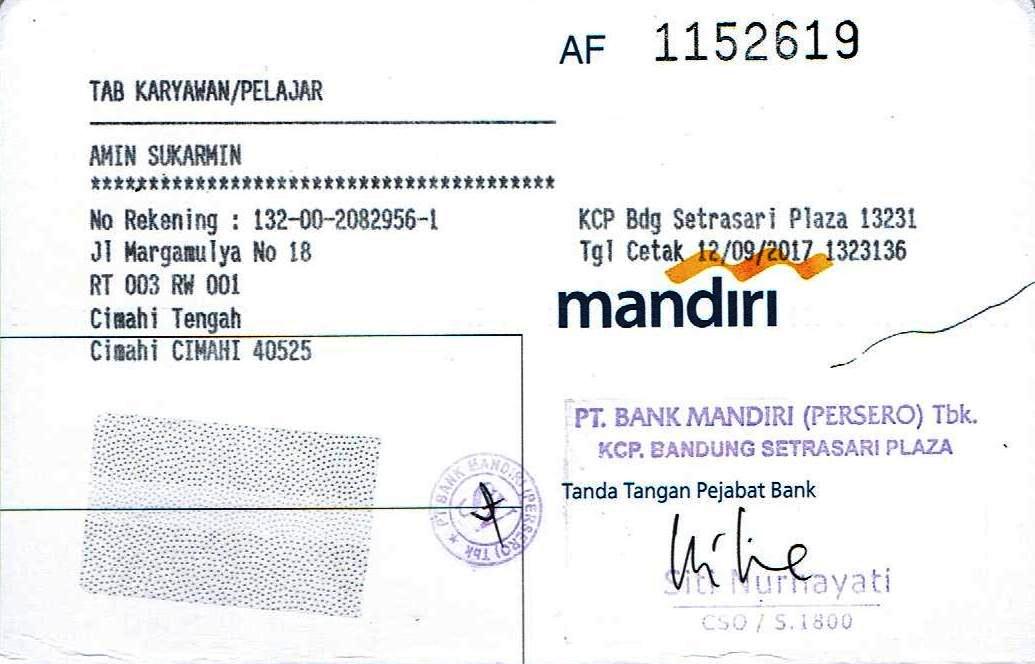 AF 1152619
TAB KARYAWAN/PELAJAR
AMIN SUKARMIN
****************************************
No Rekening : 132-00-2082956-1
Jl Margamulya No 18
RT 003 RW 001
Cimahi Tengah
Cimahi CIMAHI 40525
KCP Bdg Setrasari Plaza 13231
Tgl Cetak 12/09/2017 1323136
mandiri
PT. BANK MANDIRI (PERSERO) Tbk.
KCP. BANDUNG SETRASARI PLAZA
Tanda Tangan Pejabat Bank
Siti Nurhayati
CSO / S.1800
PT. BANK MANDIRI (PERSERO) Tbk *